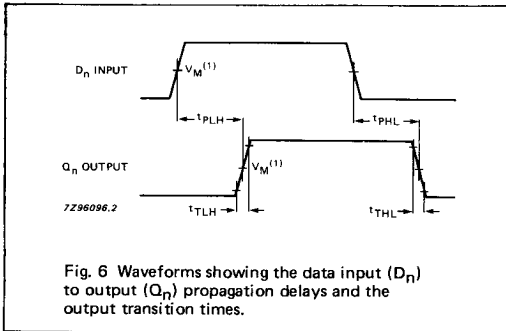 Dn INPUT
VM(1)
tPLH
tPHL
Qn OUTPUT
VM(1)
7Z96096.2
tTLH
tTHL
Fig. 6 Waveforms showing the data input (Dn)
to output (Qn) propagation delays and the
output transition times.